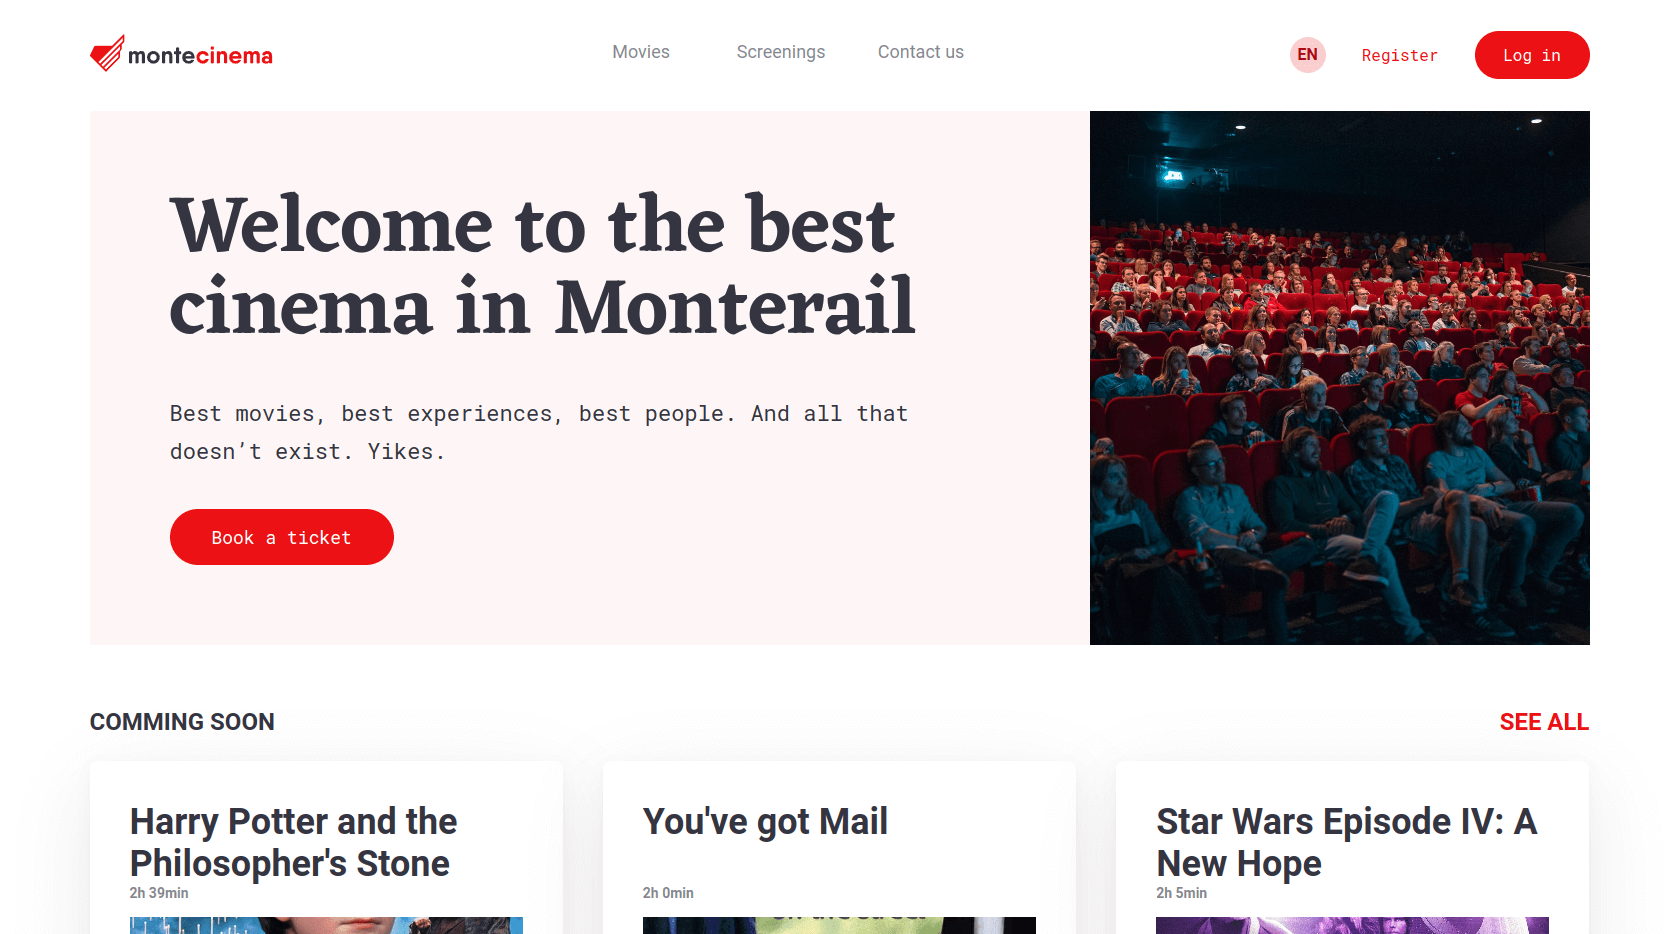 montecinema
Movies
Screenings
Contact us
EN
Register
Log in
Welcome to the best
cinema in Monterail
Best movies, best experiences, best people. And all that
doesn’t exist. Yikes.
Book a ticket
COMMING SOON
SEE ALL
Harry Potter and the
Philosopher's Stone
2h 39min
You've got Mail
2h 0min
Star Wars Episode IV: A
New Hope
2h 5min